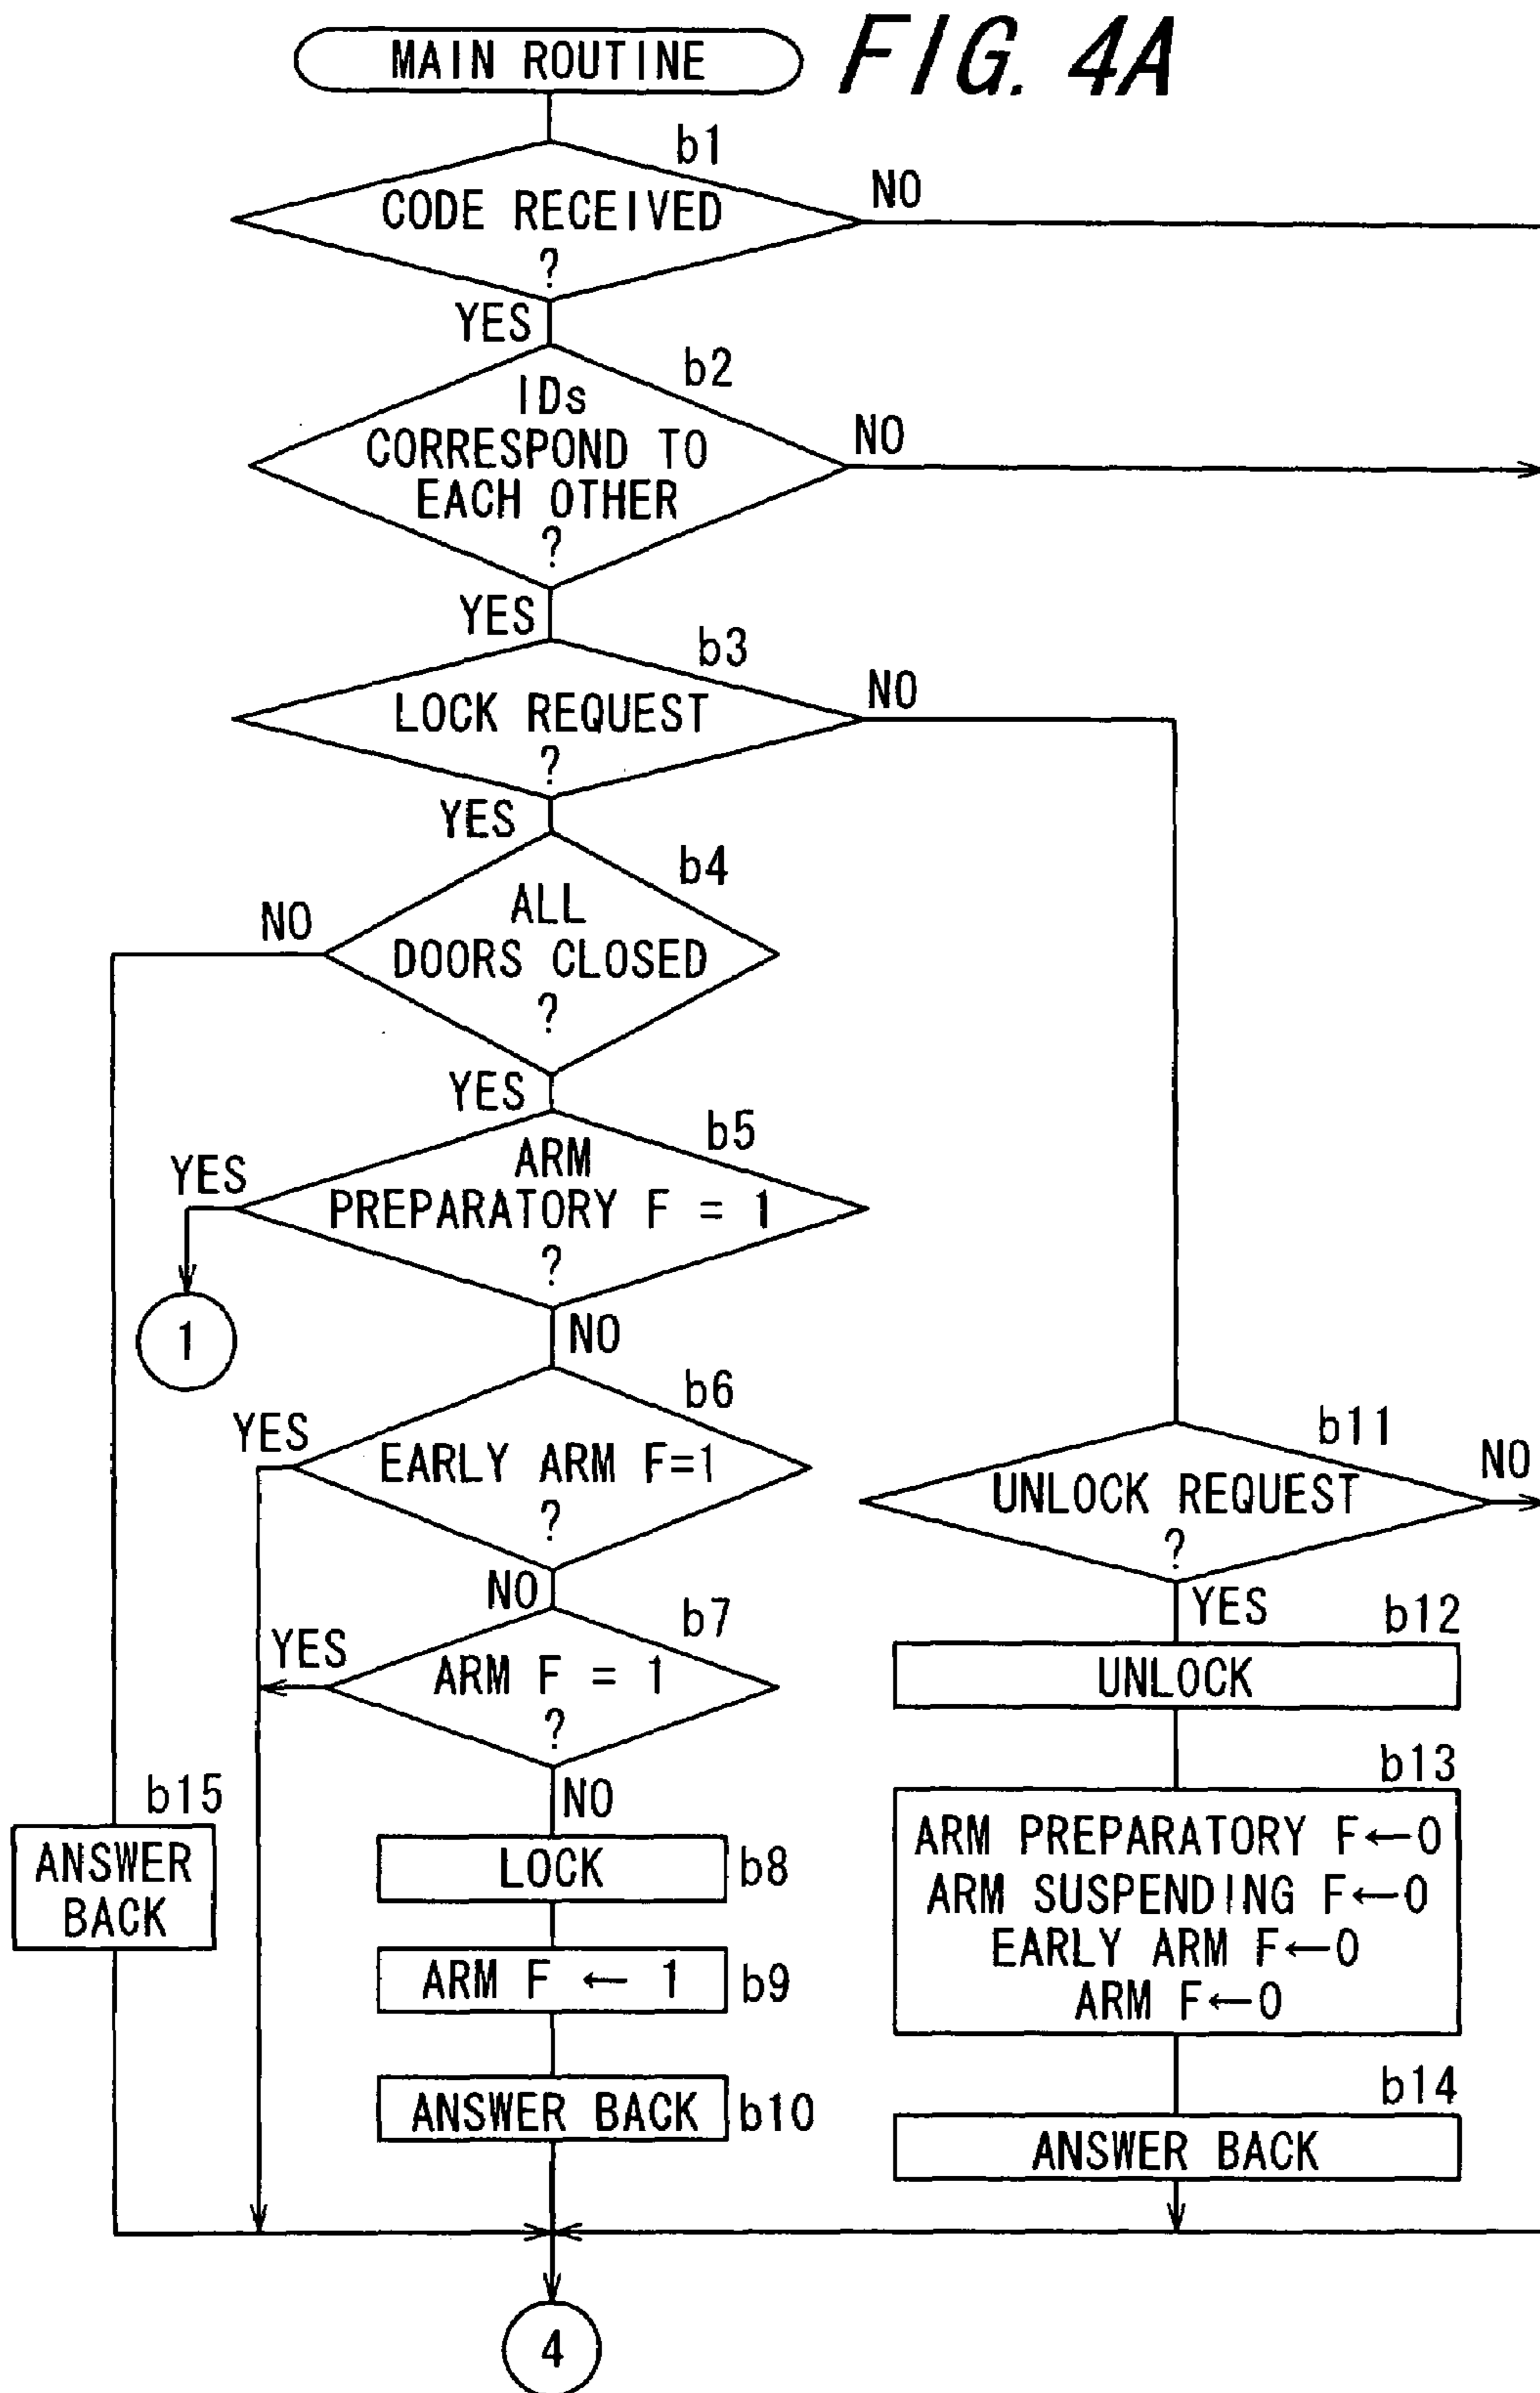 FIG. 4A
MAIN ROUTINE
b1
CODE RECEIVED
?
NO
YES
b2
IDs
CORRESPOND TO
EACH OTHER
?
NO
YES
b3
LOCK REQUEST
?
NO
YES
b4
ALL
DOORS CLOSED
?
NO
YES
b5
ARM
PREPARATORY F = 1
?
YES
1
NO
b6
EARLY ARM F=1
?
YES
NO
b7
ARM F = 1
?
YES
NO
LOCK b8
ARM F ← 1 b9
ANSWER BACK b10
b11
UNLOCK REQUEST
?
NO
YES
b12
UNLOCK
b13
ARM PREPARATORY F←0
ARM SUSPENDING F←0
EARLY ARM F←0
ARM F←0
b14
ANSWER BACK
b15
ANSWER
BACK
4